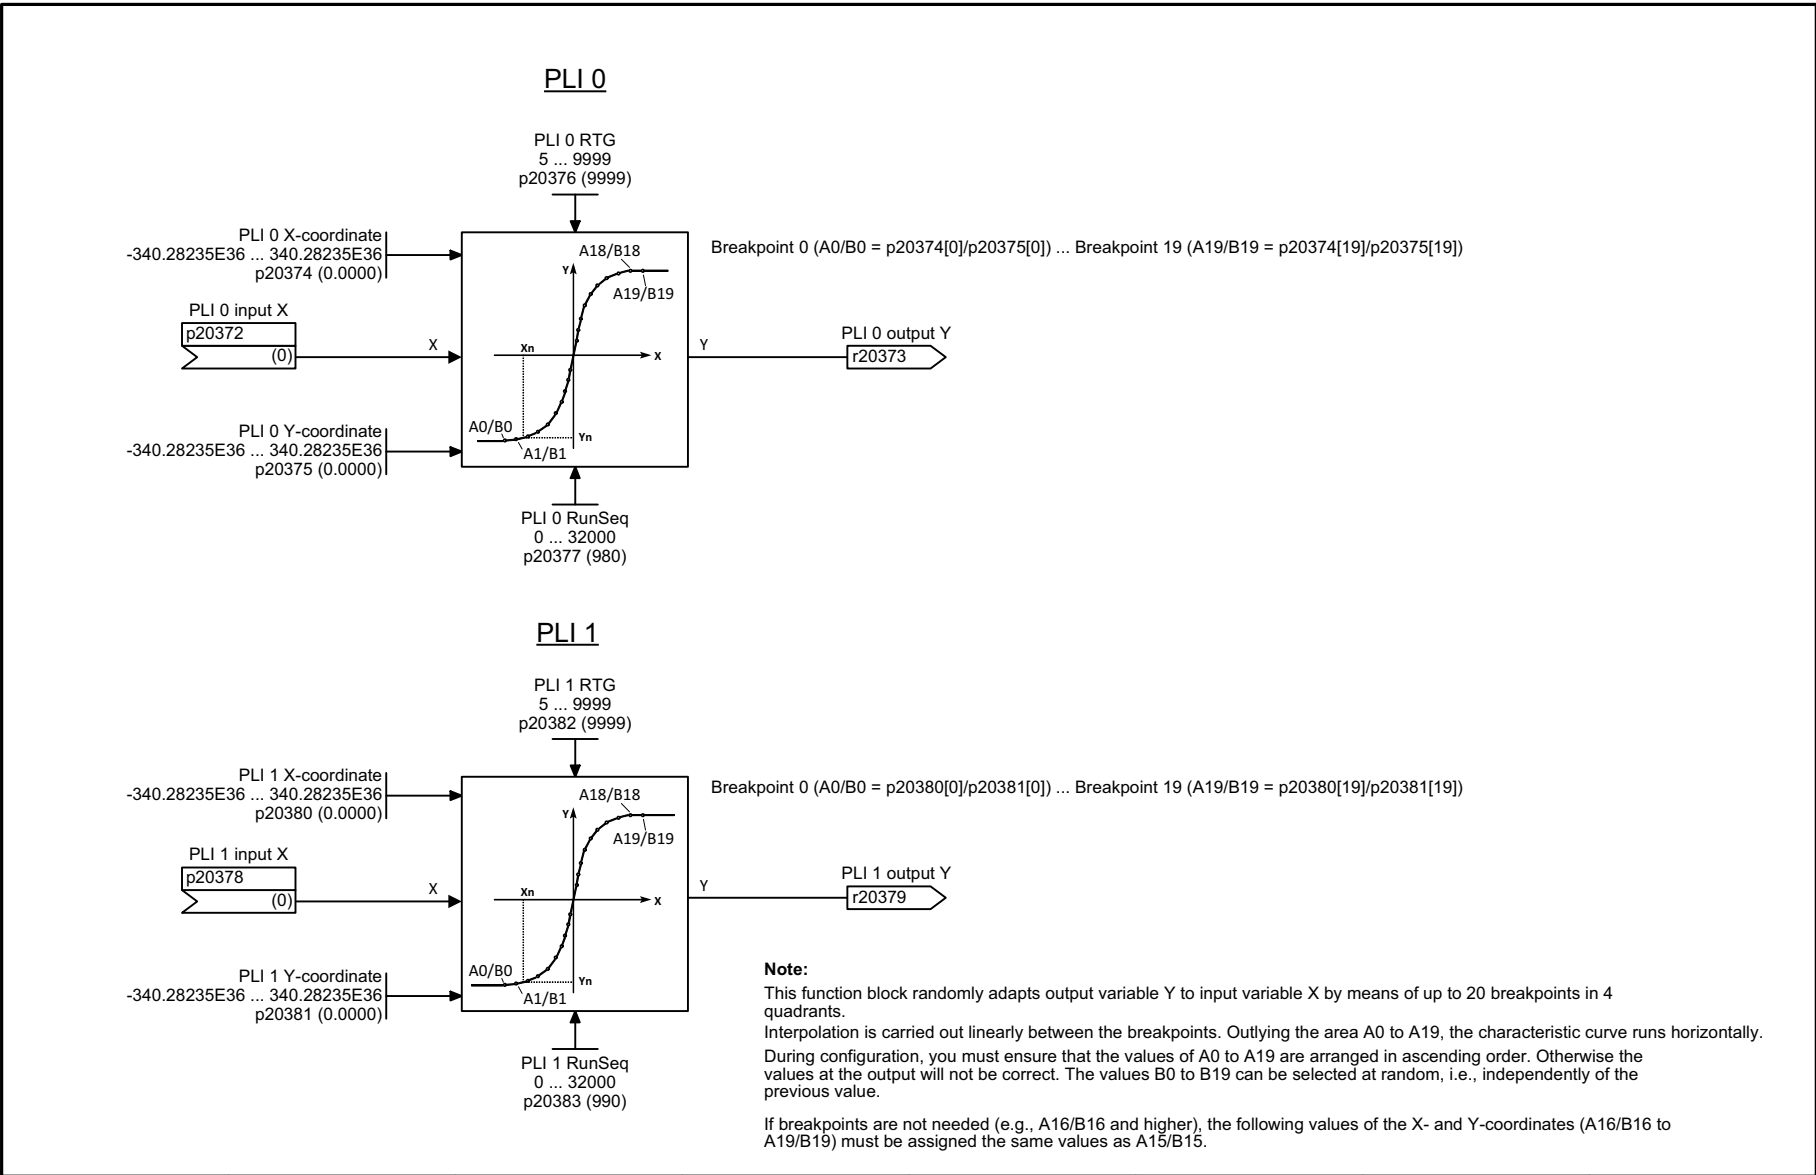 PLI 0
PLI 0 RTG
5 ... 9999
p20376 (9999)
PLI 0 X-coordinate
-340.28235E36 ... 340.28235E36
p20374 (0.0000)
Breakpoint 0 (A0/B0 = p20374[0]/p20375[0]) ... Breakpoint 19 (A19/B19 = p20374[19]/p20375[19])
A18/B18
Y
A19/B19
PLI 0 input X
p20372
(0)
X
Xn
X
Y
PLI 0 output Y
r20373
PLI 0 Y-coordinate
-340.28235E36 ... 340.28235E36
p20375 (0.0000)
A0/B0
Yn
A1/B1
PLI 0 RunSeq
0 ... 32000
p20377 (980)
PLI 1
PLI 1 RTG
5 ... 9999
p20382 (9999)
PLI 1 X-coordinate
-340.28235E36 ... 340.28235E36
p20380 (0.0000)
Breakpoint 0 (A0/B0 = p20380[0]/p20381[0]) ... Breakpoint 19 (A19/B19 = p20380[19]/p20381[19])
A18/B18
Y
A19/B19
PLI 1 input X
p20378
(0)
X
Xn
X
Y
PLI 1 output Y
r20379
PLI 1 Y-coordinate
-340.28235E36 ... 340.28235E36
p20381 (0.0000)
A0/B0
Yn
A1/B1
PLI 1 RunSeq
0 ... 32000
p20383 (990)
Note:
This function block randomly adapts output variable Y to input variable X by means of up to 20 breakpoints in 4
quadrants.
Interpolation is carried out linearly between the breakpoints. Outlying the area A0 to A19, the characteristic curve runs horizontally.
During configuration, you must ensure that the values of A0 to A19 are arranged in ascending order. Otherwise the
values at the output will not be correct. The values B0 to B19 can be selected at random, i.e., independently of the
previous value.
If breakpoints are not needed (e.g., A16/B16 and higher), the following values of the X- and Y-coordinates (A16/B16 to
A19/B19) must be assigned the same values as A15/B15.